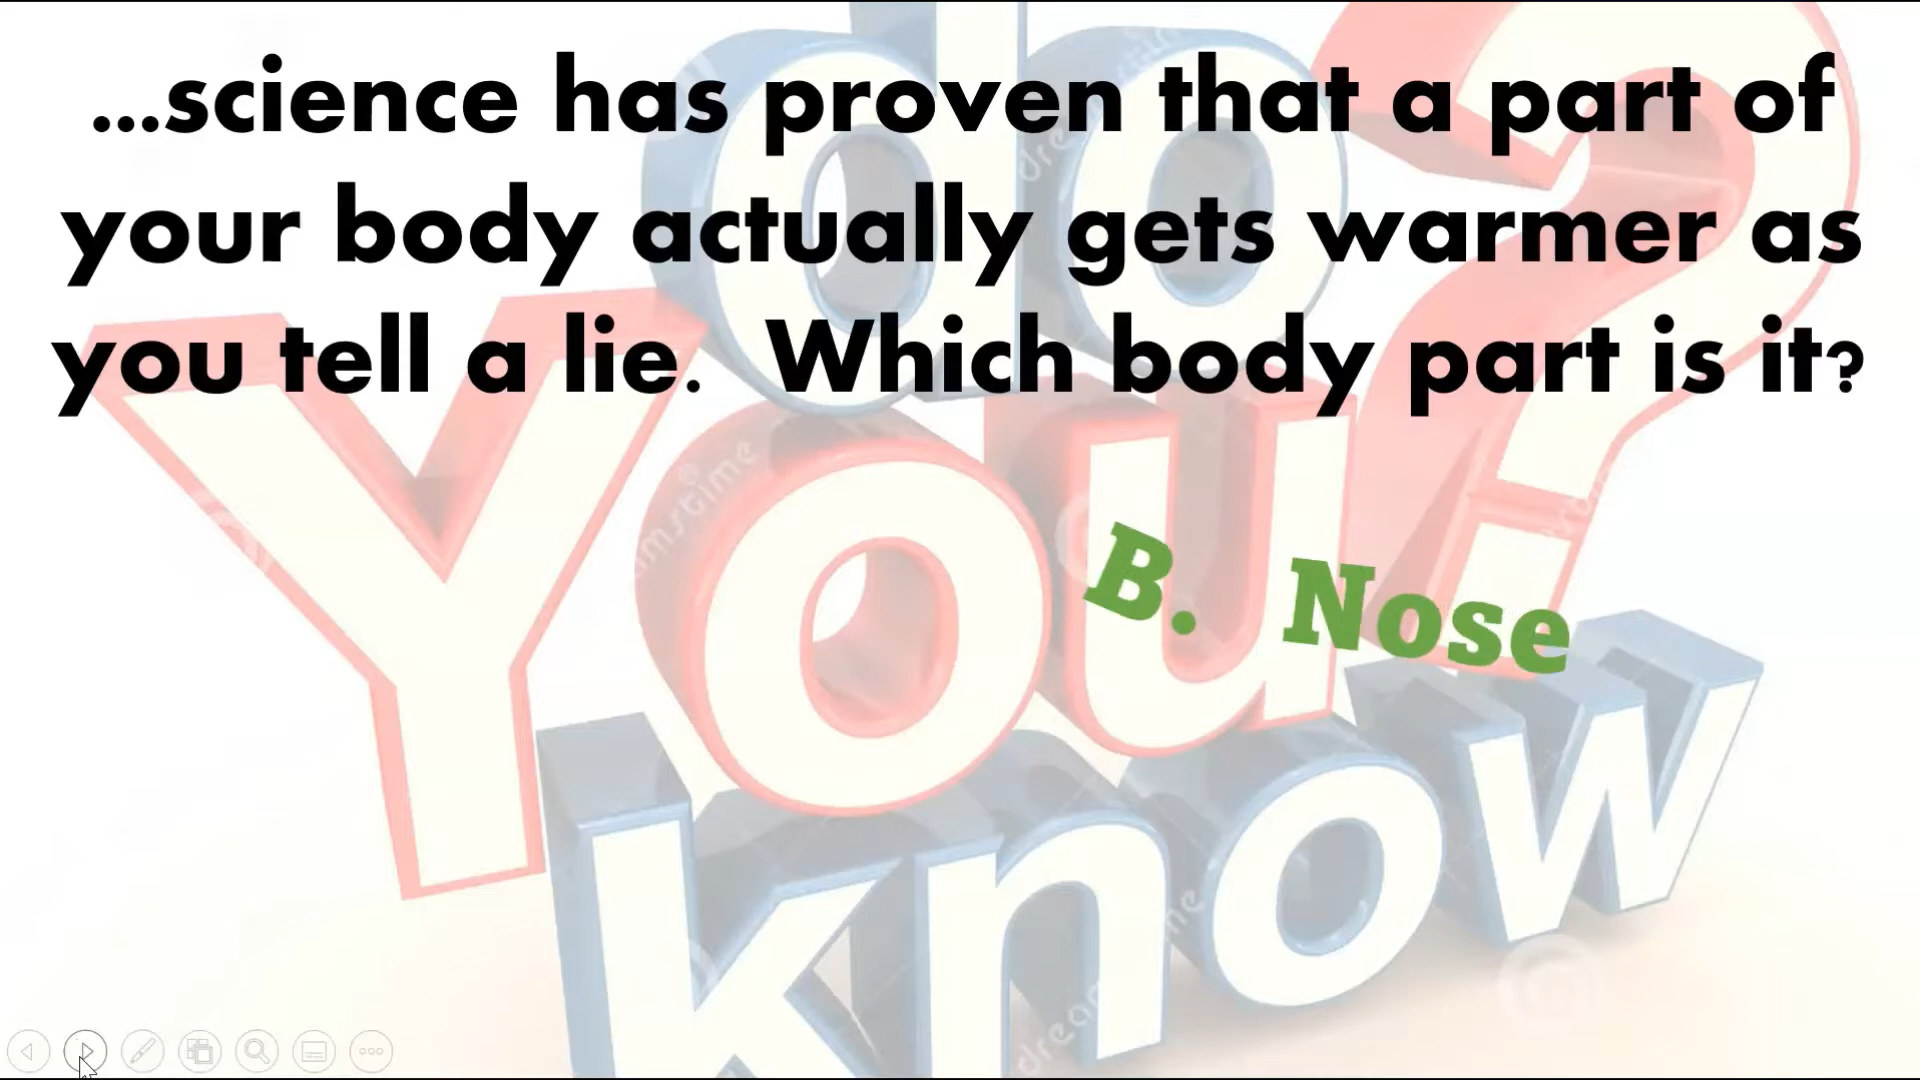 ...science has proven that a part of
your body actually gets warmer as
you tell a lie.  Which body part is it?
B.  Nose
do
You
know
?